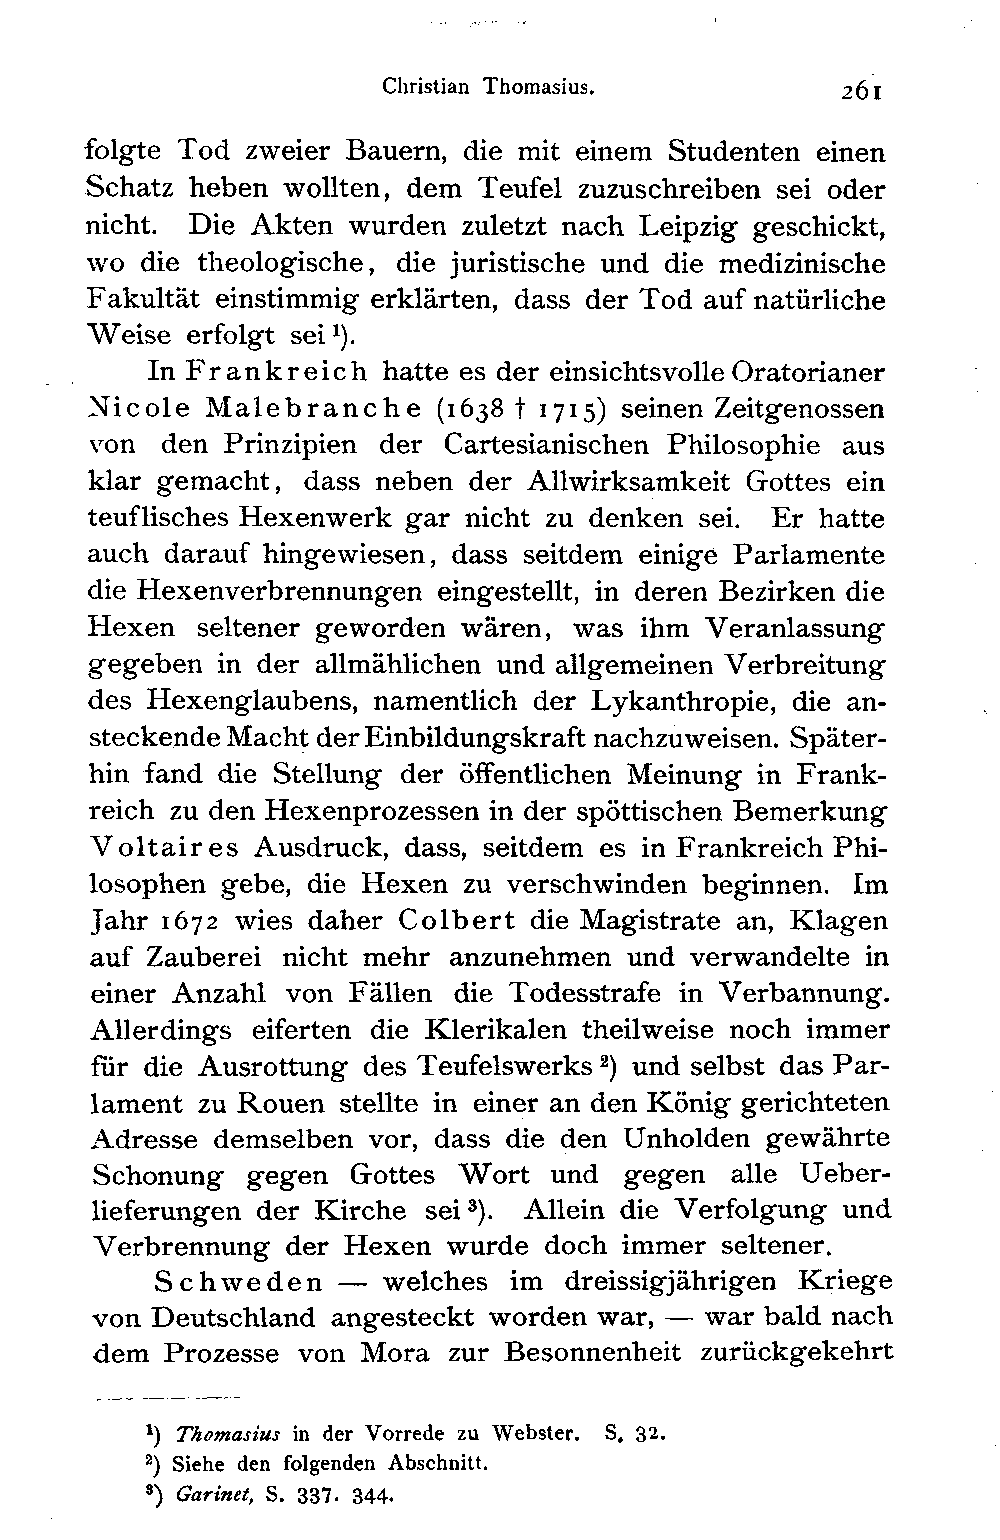 Christian Thomasius. 261
folgte Tod zweier Bauern, die mit einem Studenten einen
Schatz heben wollten, dem Teufel zuzuschreiben sei oder
nicht. Die Akten wurden zuletzt nach Leipzig geschickt,
wo die theologische, die juristische und die medizinische
Fakultät einstimmig erklärten, dass der Tod auf natürliche
Weise erfolgt sei ¹).
In Frankreich hatte es der einsichtsvolle Oratorianer
Nicole Malebranche (1638 † 1715) seinen Zeitgenossen
von den Prinzipien der Cartesianischen Philosophie aus
klar gemacht, dass neben der Allwirksamkeit Gottes ein
teuflisches Hexenwerk gar nicht zu denken sei. Er hatte
auch darauf hingewiesen, dass seitdem einige Parlamente
die Hexenverbrennungen eingestellt, in deren Bezirken die
Hexen seltener geworden wären, was ihm Veranlassung
gegeben in der allmählichen und allgemeinen Verbreitung
des Hexenglaubens, namentlich der Lykanthropie, die an-
steckende Macht der Einbildungskraft nachzuweisen. Später-
hin fand die Stellung der öffentlichen Meinung in Frank-
reich zu den Hexenprozessen in der spöttischen Bemerkung
Voltaires Ausdruck, dass, seitdem es in Frankreich Phi-
losophen gebe, die Hexen zu verschwinden beginnen. Im
Jahr 1672 wies daher Colbert die Magistrate an, Klagen
auf Zauberei nicht mehr anzunehmen und verwandelte in
einer Anzahl von Fällen die Todesstrafe in Verbannung.
Allerdings eiferten die Klerikalen theilweise noch immer
für die Ausrottung des Teufelswerks ²) und selbst das Par-
lament zu Rouen stellte in einer an den König gerichteten
Adresse demselben vor, dass die den Unholden gewährte
Schonung gegen Gottes Wort und gegen alle Ueber-
lieferungen der Kirche sei ³). Allein die Verfolgung und
Verbrennung der Hexen wurde doch immer seltener.
Schweden — welches im dreissigjährigen Kriege
von Deutschland angesteckt worden war, — war bald nach
dem Prozesse von Mora zur Besonnenheit zurückgekehrt
¹) Thomasius in der Vorrede zu Webster. S. 32.
²) Siehe den folgenden Abschnitt.
³) Garinet, S. 337. 344.